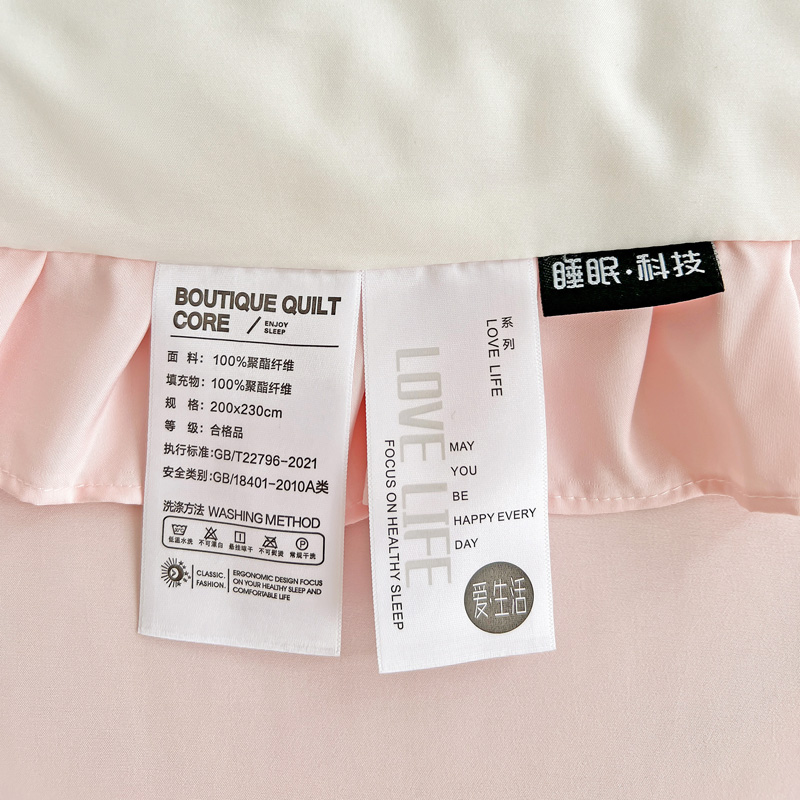 BOUTIQUE QUILT
CORE / ENJOY
SLEEP
面 料: 100%聚酯纤维
填充物: 100%聚酯纤维
规 格: 200x230cm
等 级: 合格品
执行标准:GB/T22796-2021
安全类别:GB/18401-2010A类
洗涤方法 WASHING METHOD
低温水洗 不可漂白 悬挂晾干 不可熨烫 常规干洗
CLASSIC.
FASHION.
ERGONOMIC DESIGN FOCUS
ON YOUR HEALTHY SLEEP AND
COMFORTABLE LIFE
系列
LOVE LIFE
LOVE LIFE
FOCUS ON HEALTHY SLEEP
MAY
YOU
BE
HAPPY EVERY
DAY
爱·生活
睡眠·科技